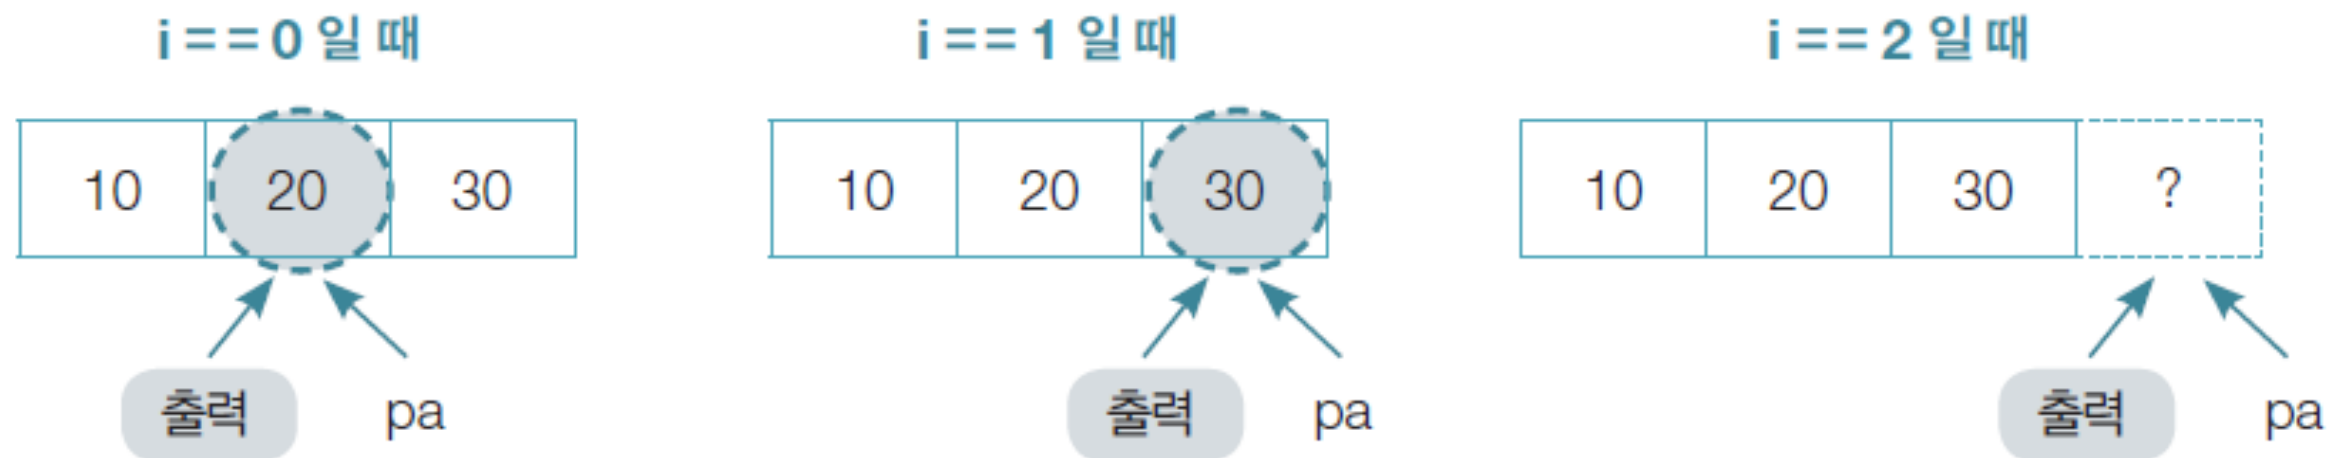 i == 0 일 때
10 20 30
출력 pa
i == 1 일 때
10 20 30
출력 pa
i == 2 일 때
10 20 30 ?
출력 pa